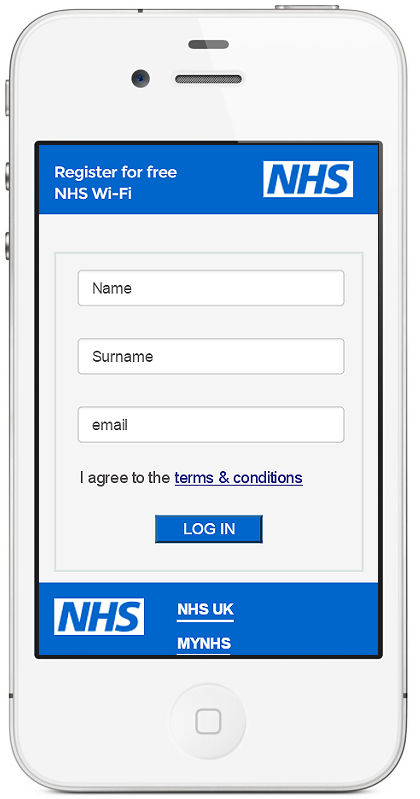 Register for free
NHS Wi-Fi
NHS
Name
Surname
email
I agree to the terms & conditions
LOG IN
NHS
NHS UK
MYNHS